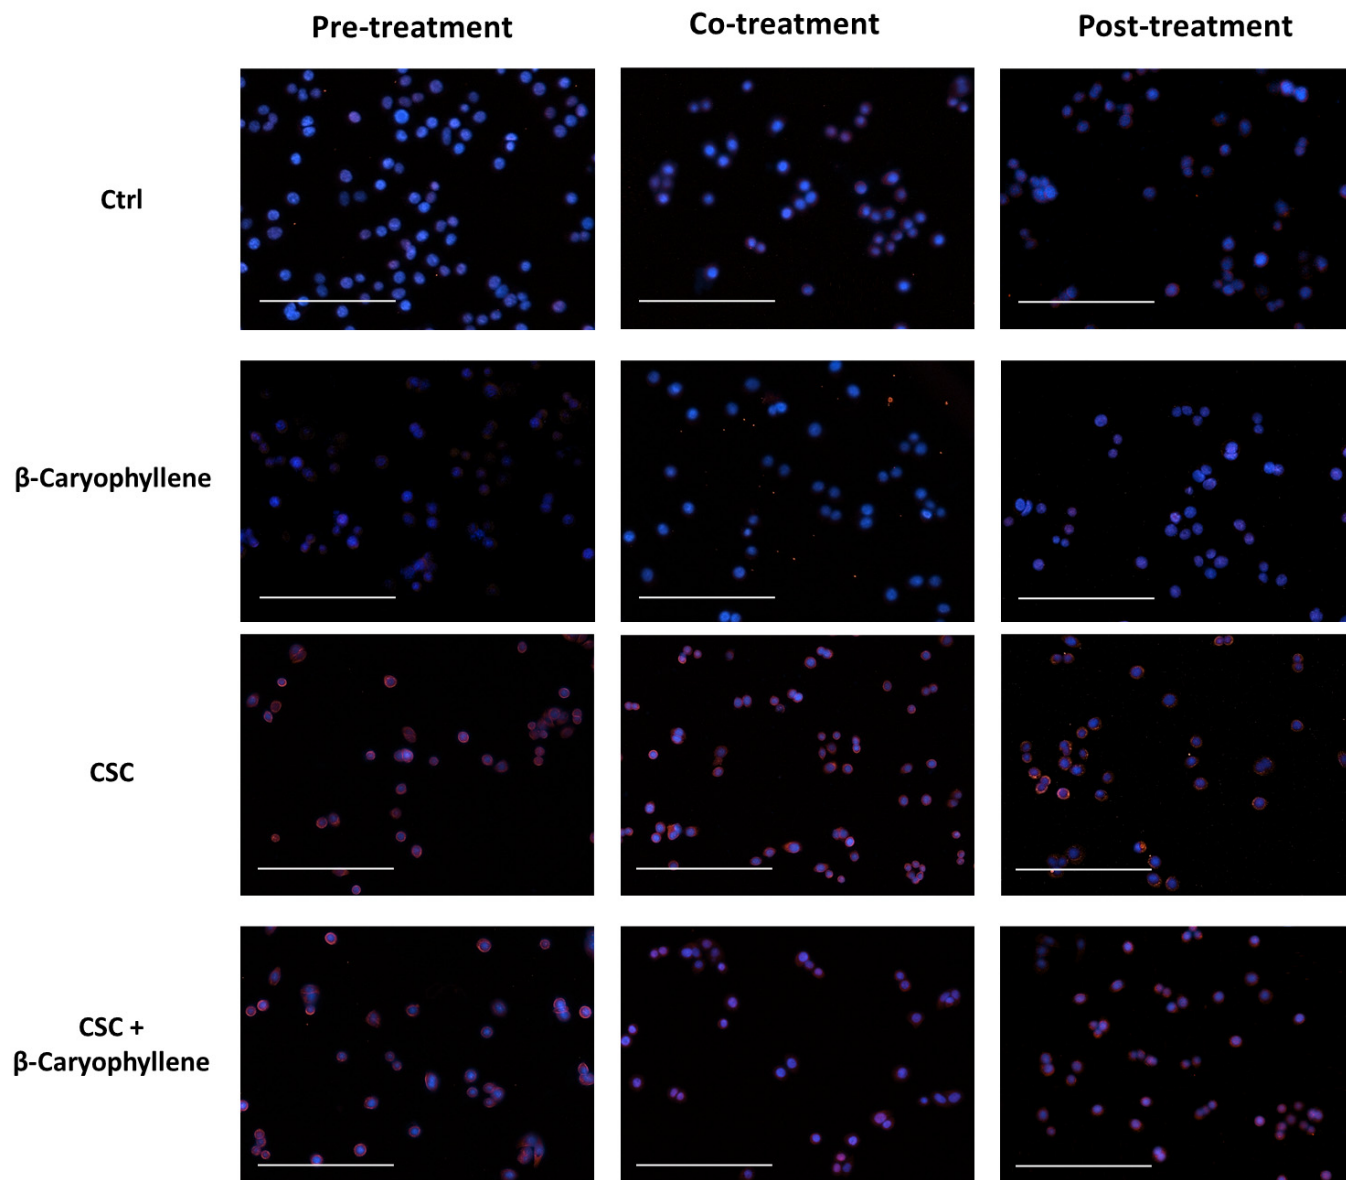 Pre-treatment
Co-treatment
Post-treatment
Ctrl
β-Caryophyllene
CSC
CSC +
β-Caryophyllene